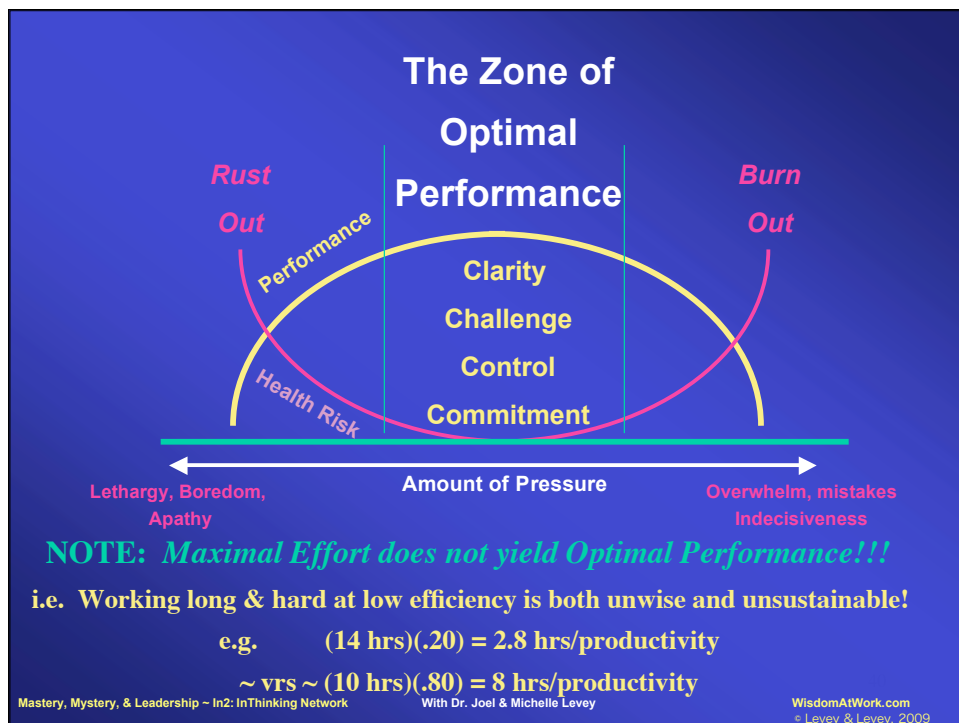 The Zone of
Optimal
Performance
Rust
Out
Burn
Out
Performance
Health Risk
Clarity
Challenge
Control
Commitment
Amount of Pressure
Lethargy, Boredom,
Apathy
Overwhelm, mistakes
Indecisiveness
NOTE: Maximal Effort does not yield Optimal Performance!!!
i.e. Working long & hard at low efficiency is both unwise and unsustainable!
e.g. (14 hrs)(.20) = 2.8 hrs/productivity
~ vrs ~ (10 hrs)(.80) = 8 hrs/productivity
Mastery, Mystery, & Leadership ~ In2: InThinking Network
With Dr. Joel & Michelle Levey
WisdomAtWork.com
© Levey & Levey, 2009